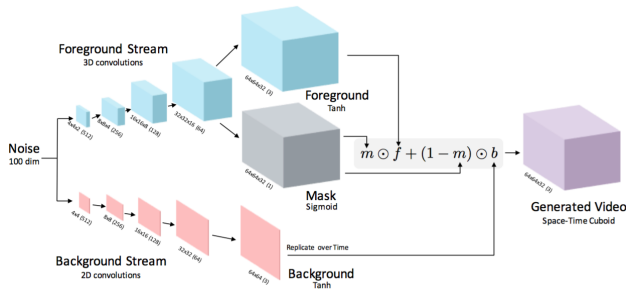 Foreground Stream
3D convolutions
4x4x2 (512)
8x8x4 (256)
16x16x8 (128)
32x32x16 (64)
64x64x32 (3)
Foreground
Tanh
Noise
100 dim
64x64x32 (1)
Mask
Sigmoid
m ⊙ f + (1 − m) ⊙ b
64x64x32 (3)
Generated Video
Space-Time Cuboid
4x4 (512)
8x8 (256)
16x16 (128)
32x32 (64)
64x64 (3)
Replicate over Time
Background Stream
2D convolutions
Background
Tanh